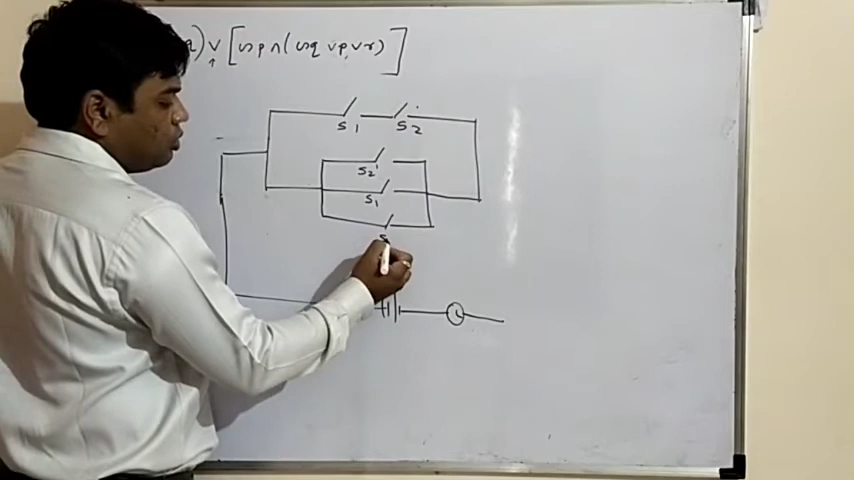 q) ∨ [∽p ∧ (∽q ∨ p ∨ r)]
S1 S2
S2'
S1
S